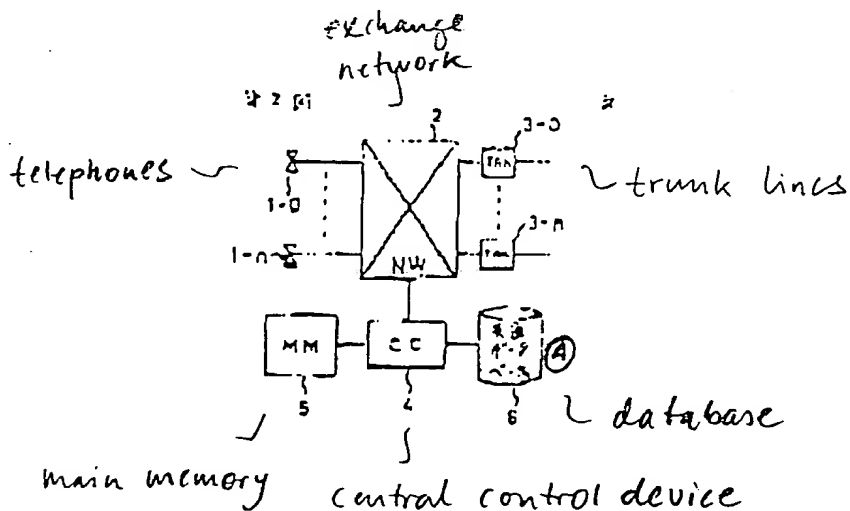 exchange
network
2
3-0
telephones
TRK
trunk lines
1-0
3-n
1-n
NW
TRK
MM
CC
A
5
4
6
database
main memory
central control device